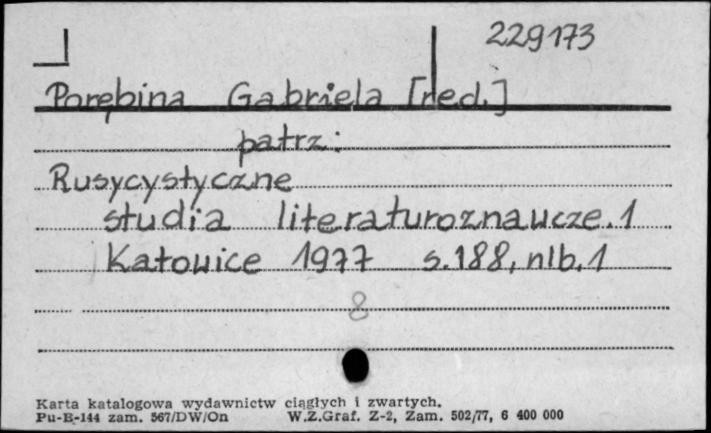 229173
Porębina Gabriela [red.]
patrz:
Rusycystyczne
studia literaturoznawcze. 1
Katowice 1977 s. 188, nlb. 1
8
Karta katalogowa wydawnictw ciągłych i zwartych.
Pu-B-144 zam. 567/DW/On W.Z.Graf. Z-2, Zam. 502/77, 6 400 000